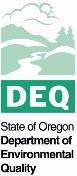 DEQ
State of Oregon
Department of
Environmental
Quality